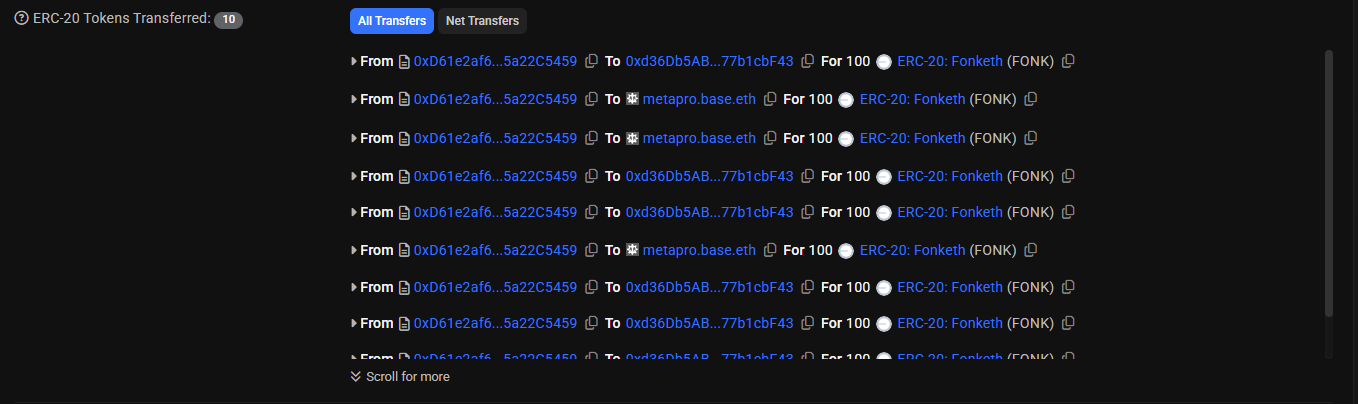 ERC-20 Tokens Transferred: 10
All Transfers Net Transfers
From 0xD61e2af6...5a22C5459 To 0xd36Db5AB...77b1cbF43 For 100 ERC-20: Fonketh (FONK)
From 0xD61e2af6...5a22C5459 To metapro.base.eth For 100 ERC-20: Fonketh (FONK)
From 0xD61e2af6...5a22C5459 To metapro.base.eth For 100 ERC-20: Fonketh (FONK)
From 0xD61e2af6...5a22C5459 To 0xd36Db5AB...77b1cbF43 For 100 ERC-20: Fonketh (FONK)
From 0xD61e2af6...5a22C5459 To 0xd36Db5AB...77b1cbF43 For 100 ERC-20: Fonketh (FONK)
From 0xD61e2af6...5a22C5459 To metapro.base.eth For 100 ERC-20: Fonketh (FONK)
From 0xD61e2af6...5a22C5459 To 0xd36Db5AB...77b1cbF43 For 100 ERC-20: Fonketh (FONK)
From 0xD61e2af6...5a22C5459 To 0xd36Db5AB...77b1cbF43 For 100 ERC-20: Fonketh (FONK)
From 0xD61e2af6...5a22C5459 To 0xd36Db5AB...77b1cbF43 For 100 ERC-20: Fonketh (FONK)
Scroll for more